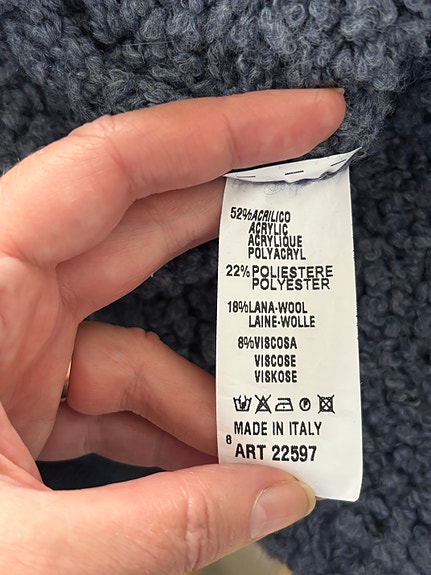 52%ACRILICO
ACRYLIC
ACRYLIQUE
POLYACRYL
22%POLIESTERE
POLYESTER
18%LANA-WOOL
LAINE-WOLLE
8%VISCOSA
VISCOSE
VISKOSE
MADE IN ITALY
8 ART 22597